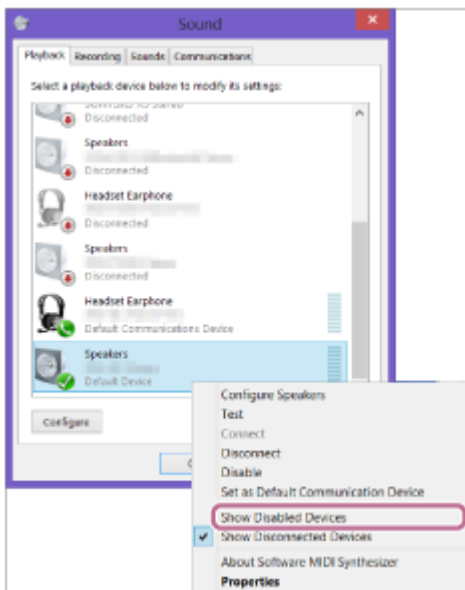 Sound
Playback Recording Sounds Communications
Select a playback device below to modify its settings:
Disconnected
Speakers
Disconnected
Headset Earphone
Disconnected
Speakers
Disconnected
Headset Earphone
Default Communications Device
Speakers
Default Device
Configure
Configure Speakers
Test
Connect
Disconnect
Disable
Set as Default Communication Device
Show Disabled Devices
Show Disconnected Devices
About Software MIDI Synthesizer
Properties